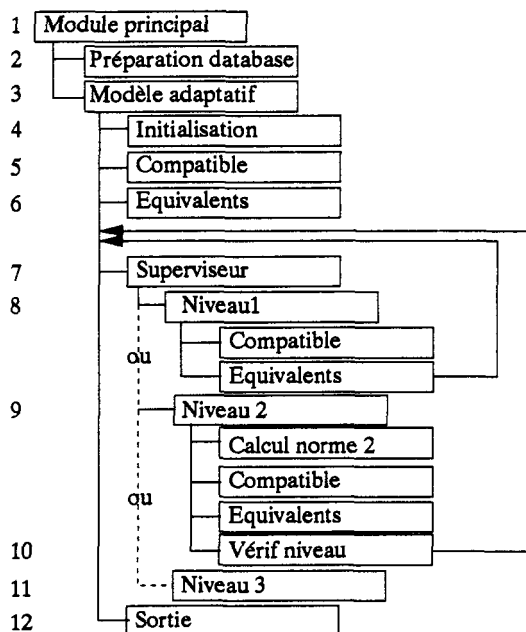 1 Module principal
2 Préparation database
3 Modèle adaptatif
4 Initialisation
5 Compatible
6 Equivalents
7 Superviseur
8 Niveau1
Compatible
ou
Equivalents
9 Niveau 2
Calcul norme 2
Compatible
ou
Equivalents
10 Vérif niveau
11 Niveau 3
12 Sortie